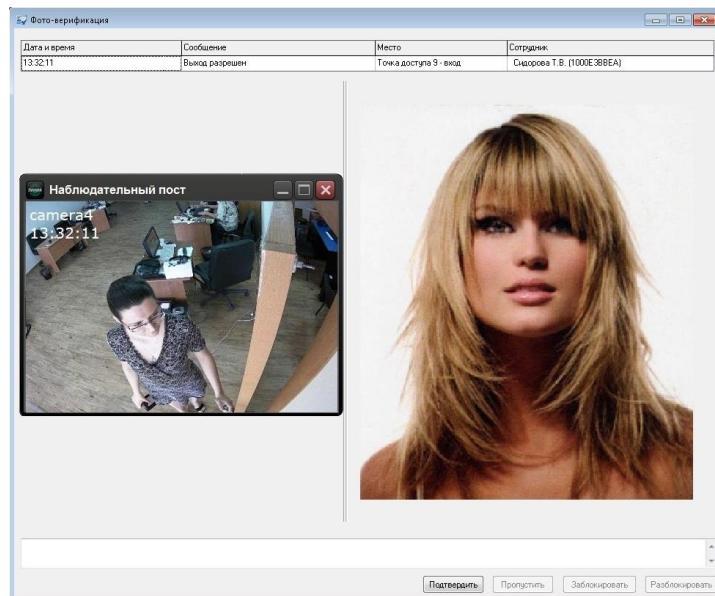 Фото-верификация
Дата и время Сообщение Место Сотрудник
13:32:11 Выход разрешен Точка доступа 9 - вход Сидорова Т.В. (1000E3BBEA)
Наблюдательный пост
camera4
13:32:11
Подтвердить Пропустить Заблокировать Разблокировать